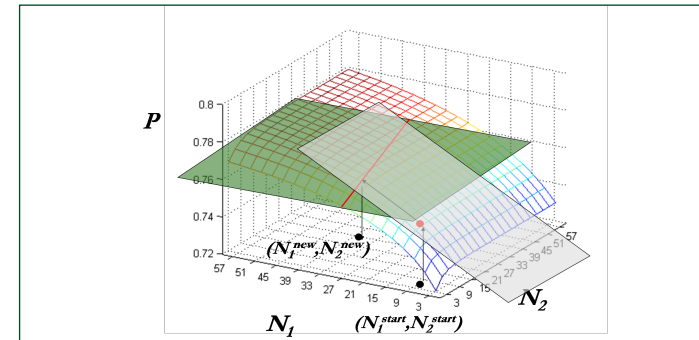 P
0.8
0.78
0.76
0.74
0.72
57 51 45 39 33 27 21 15 9 3
3 9 15 21 27 33 39 45 51 57
(N₁ⁿᵉʷ,N₂ⁿᵉʷ)
(N₁ˢᵗᵃʳᵗ,N₂ˢᵗᵃʳᵗ)
N₁
N₂